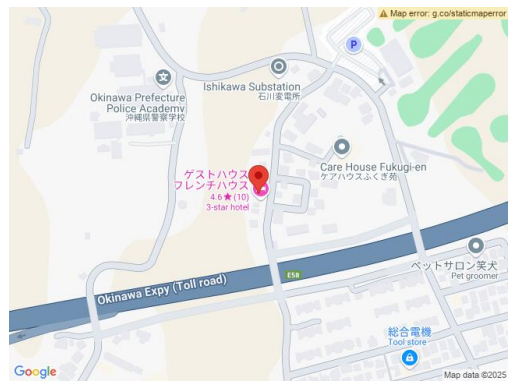 Map error: g.co/staticmaperror
P
Ishikawa Substation
石川変電所
Okinawa Prefecture
Police Academy
沖縄県警察学校
Care House Fukugi-en
ケアハウスふくぎ苑
ゲストハウス
フレンチハウス
4.6★(10)
3-star hotel
E58
Okinawa Expy (Toll road)
ペットサロン笑犬
Pet groomer
総合電機
Tool store
Google
Map data ©2025